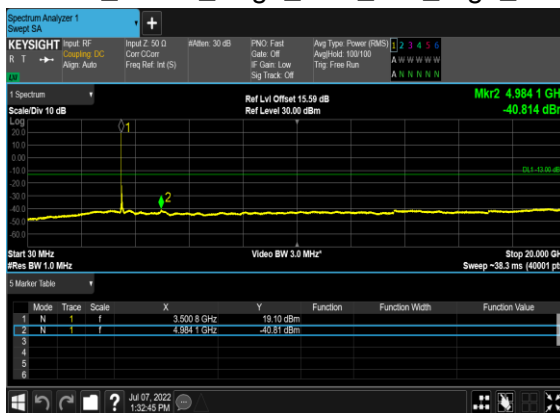 Spectrum Analyzer 1
Swept SA
KEYSIGHT Input: RF Input Z: 50 Ω #Atten: 30 dB PNO: Fast Avg Type: Power (RMS) 1 2 3 4 5 6
R T Coupling: DC Corr CCorr Gate: Off Avg|Hold: 100/100 A W W W W W
Align: Auto Freq Ref: Int (S) IF Gain: Low Trig: Free Run
Sig Track: Off A N N N N N
1 Spectrum
Ref Lvl Offset 15.59 dB Mkr2 4.984 1 GH
Scale/Div 10 dB Ref Level 30.00 dBm -40.814 dBr
Log
1
20.0
10.0
0.00
-10.0 DL1 -13.00 dB
-20.0
-30.0
2
-40.0
-50.0
-60.0
Start 30 MHz Video BW 3.0 MHz* Stop 20.000 GH
#Res BW 1.0 MHz Sweep ~38.3 ms (40001 pt
5 Marker Table
Mode Trace Scale X Y Function Function Width Function Value
1 N 1 f 3.500 8 GHz 19.10 dBm
2 N 1 f 4.984 1 GHz -40.81 dBm
3
4
5
6
? Jul 07, 2022
1:32:45 PM